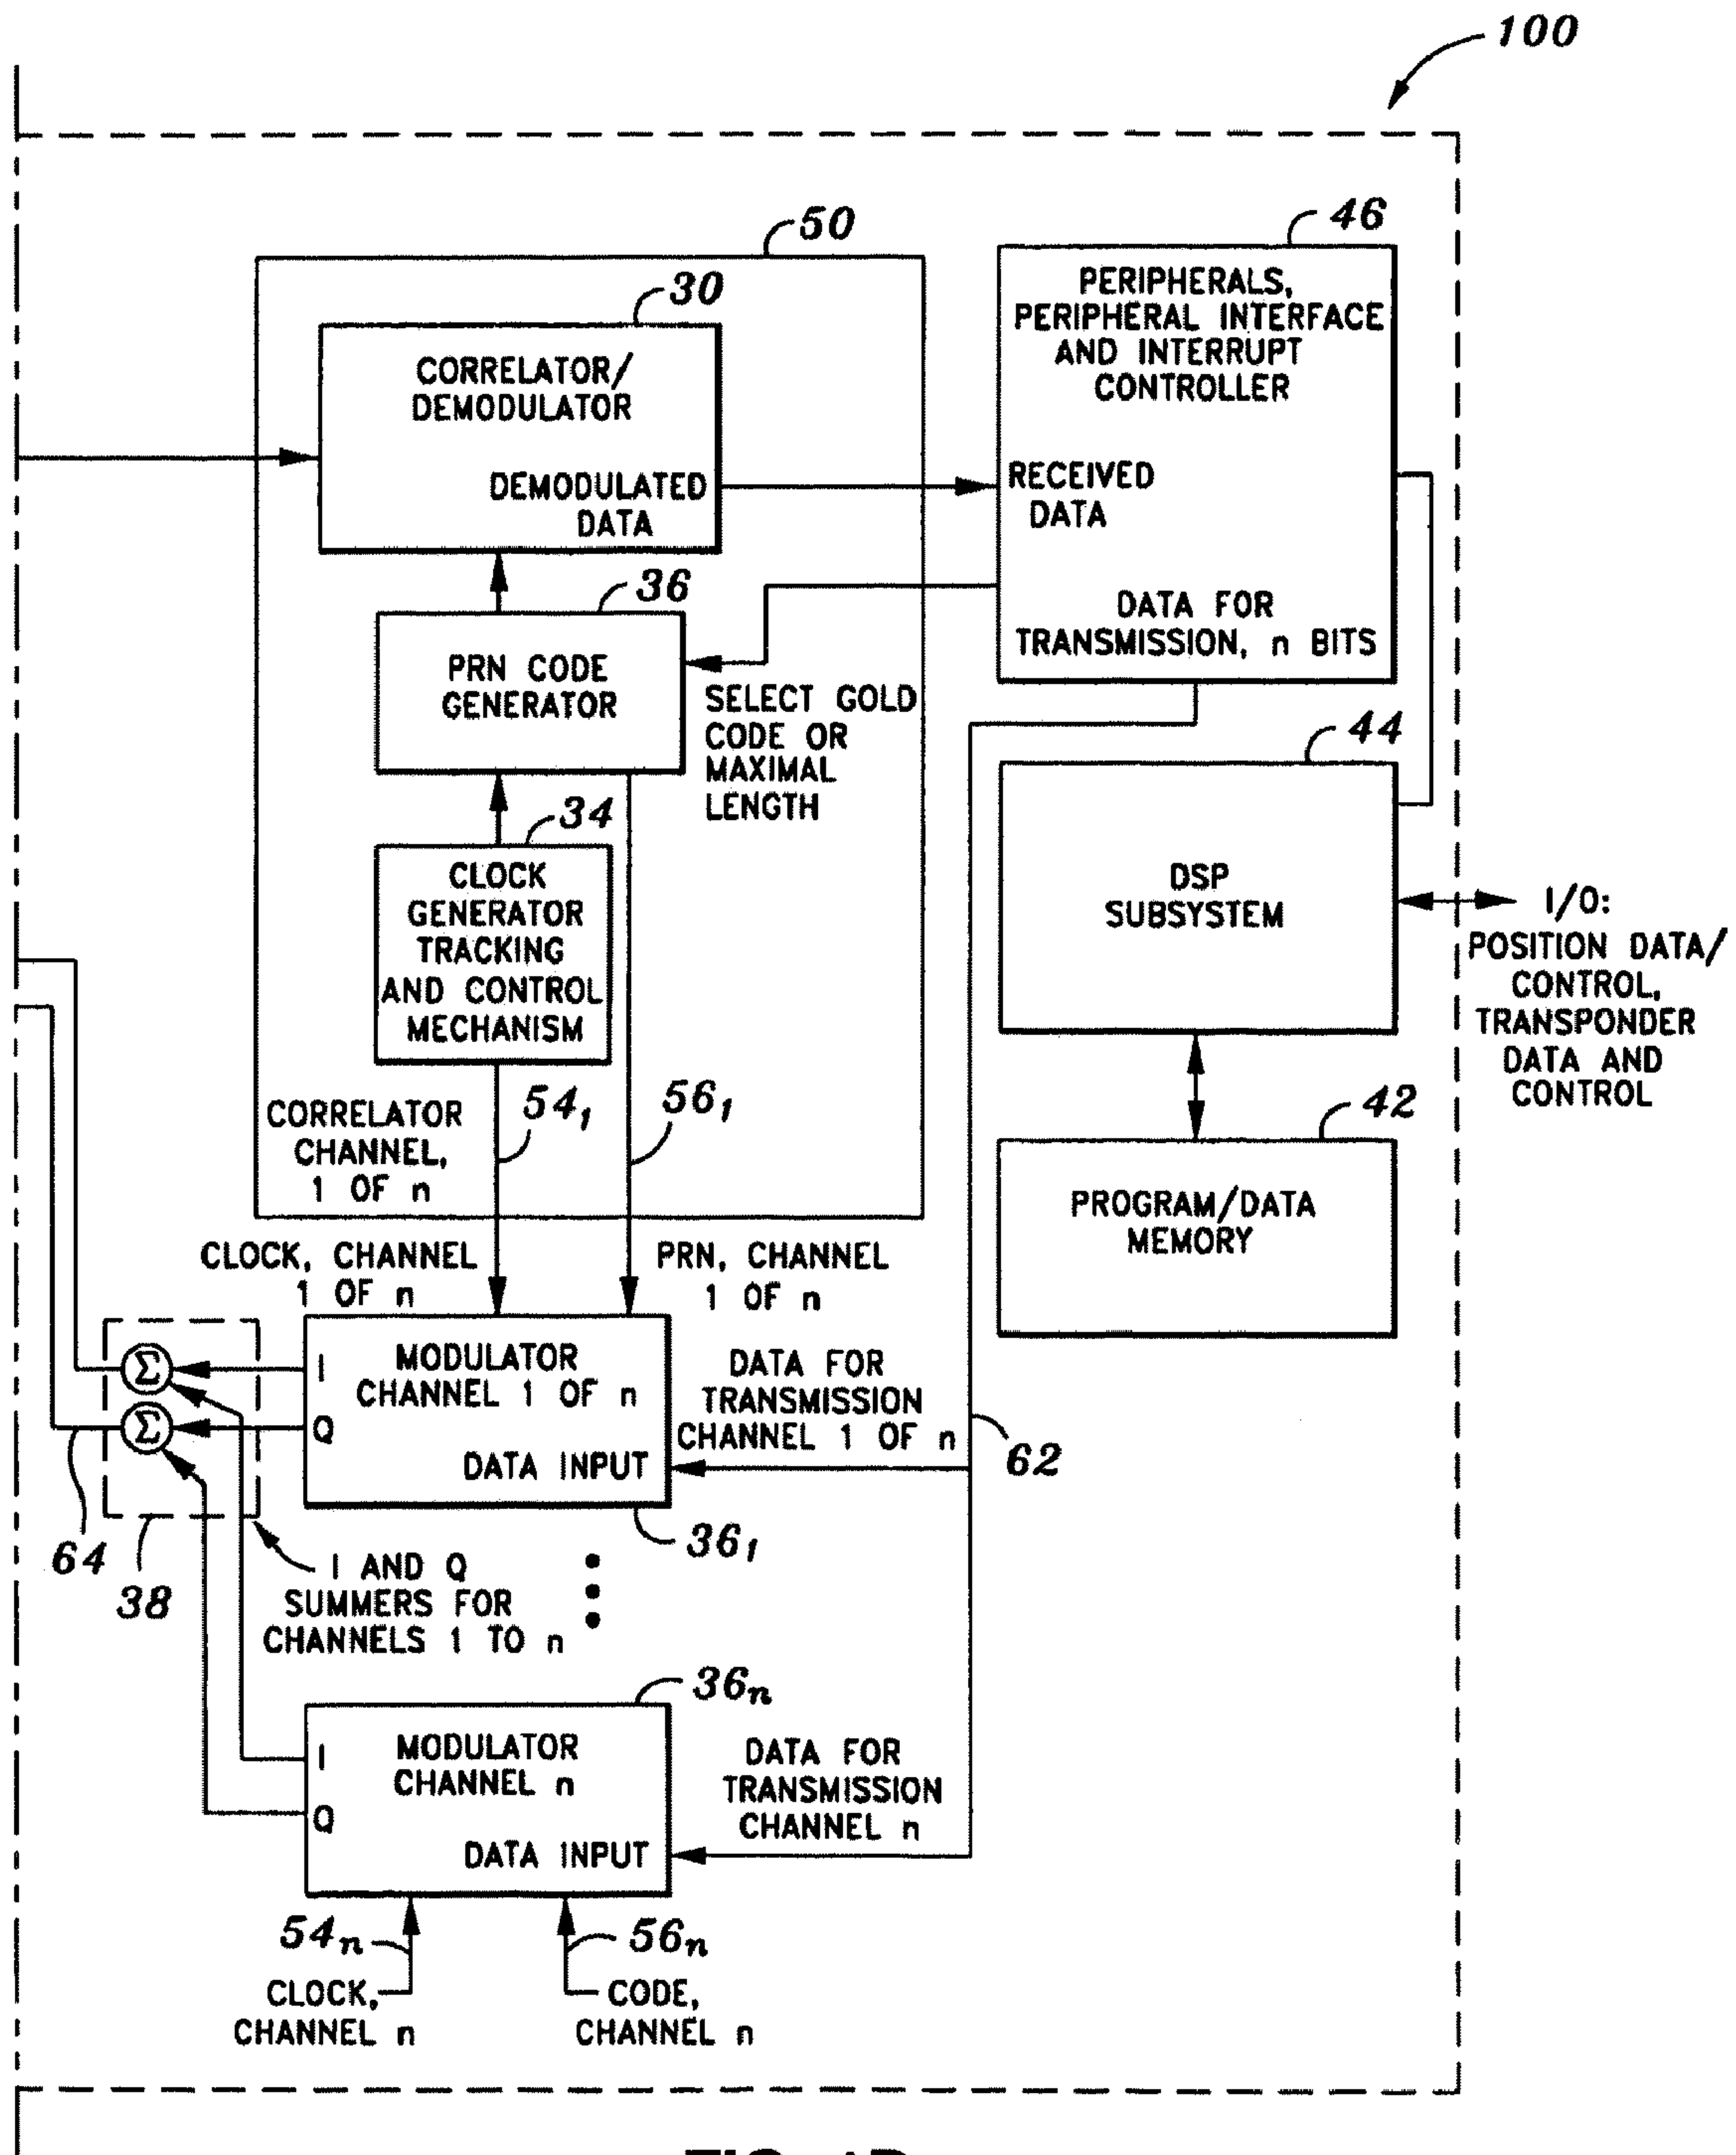 100
50
46
30
PERIPHERALS,
PERIPHERAL INTERFACE
AND INTERRUPT
CONTROLLER
CORRELATOR/
DEMODULATOR
DEMODULATED
DATA
RECEIVED
DATA
36
DATA FOR
TRANSMISSION, n BITS
PRN CODE
GENERATOR
SELECT GOLD
CODE OR
MAXIMAL
LENGTH
44
34
CLOCK
GENERATOR
TRACKING
AND CONTROL
MECHANISM
DSP
SUBSYSTEM
I/O:
POSITION DATA/
CONTROL,
TRANSPONDER
DATA AND
CONTROL
CORRELATOR
CHANNEL,
1 OF n
54₁
56₁
42
PROGRAM/DATA
MEMORY
CLOCK, CHANNEL
1 OF n
PRN, CHANNEL
1 OF n
Σ
Σ
I
Q
MODULATOR
CHANNEL 1 OF n
DATA INPUT
DATA FOR
TRANSMISSION
CHANNEL 1 OF n
62
64
38
36₁
I AND Q
SUMMERS FOR
CHANNELS 1 TO n
36ₙ
I
Q
MODULATOR
CHANNEL n
DATA INPUT
DATA FOR
TRANSMISSION
CHANNEL n
54ₙ
56ₙ
CLOCK,
CHANNEL n
CODE,
CHANNEL n